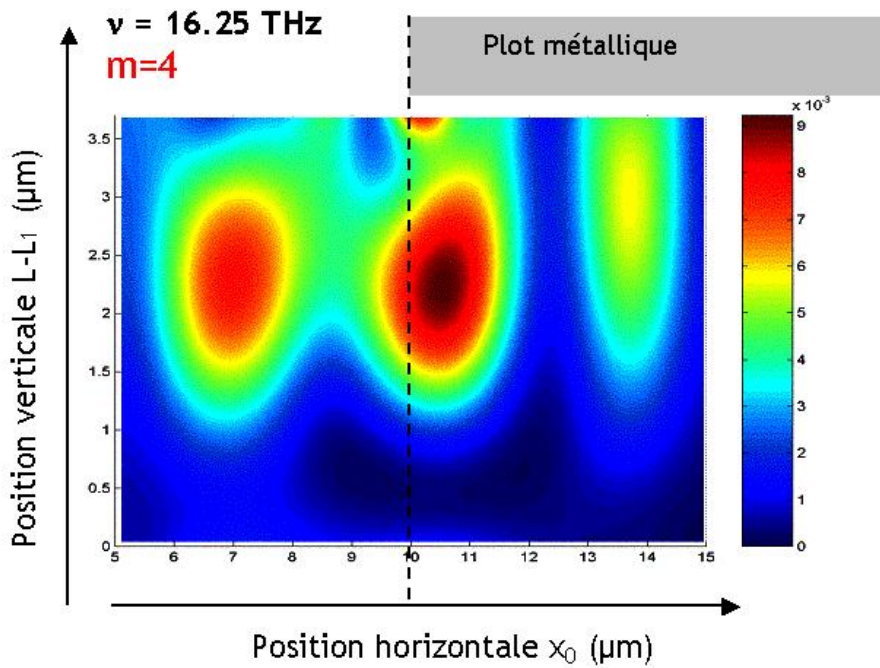 ν = 16.25 THz
m=4
Plot métallique
x 10⁻³
Position verticale L-L₁ (µm)
3.5
3
2.5
2
1.5
1
0.5
0
5 6 7 8 9 10 11 12 13 14 15
9
8
7
6
5
4
3
2
1
0
Position horizontale x₀ (µm)